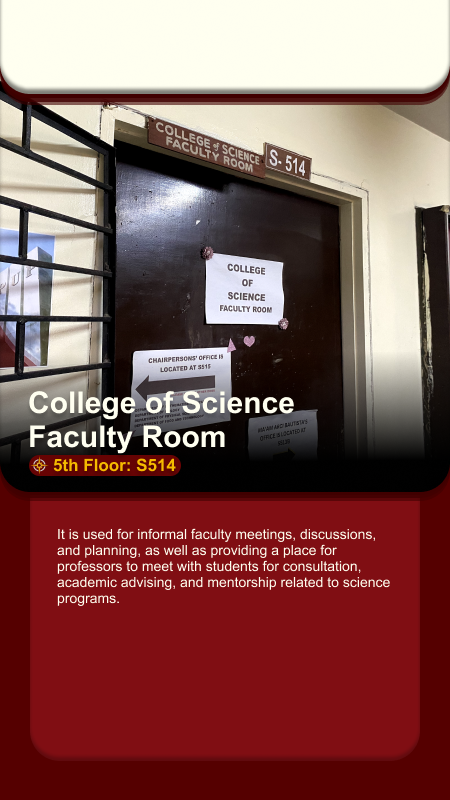 COLLEGE of SCIENCE
FACULTY ROOM
S- 514
COLLEGE
OF
SCIENCE
FACULTY ROOM
CHAIRPERSONS' OFFICE IS
LOCATED AT S515
College of Science
Faculty Room
5th Floor: S514
It is used for informal faculty meetings, discussions,
and planning, as well as providing a place for
professors to meet with students for consultation,
academic advising, and mentorship related to science
programs.